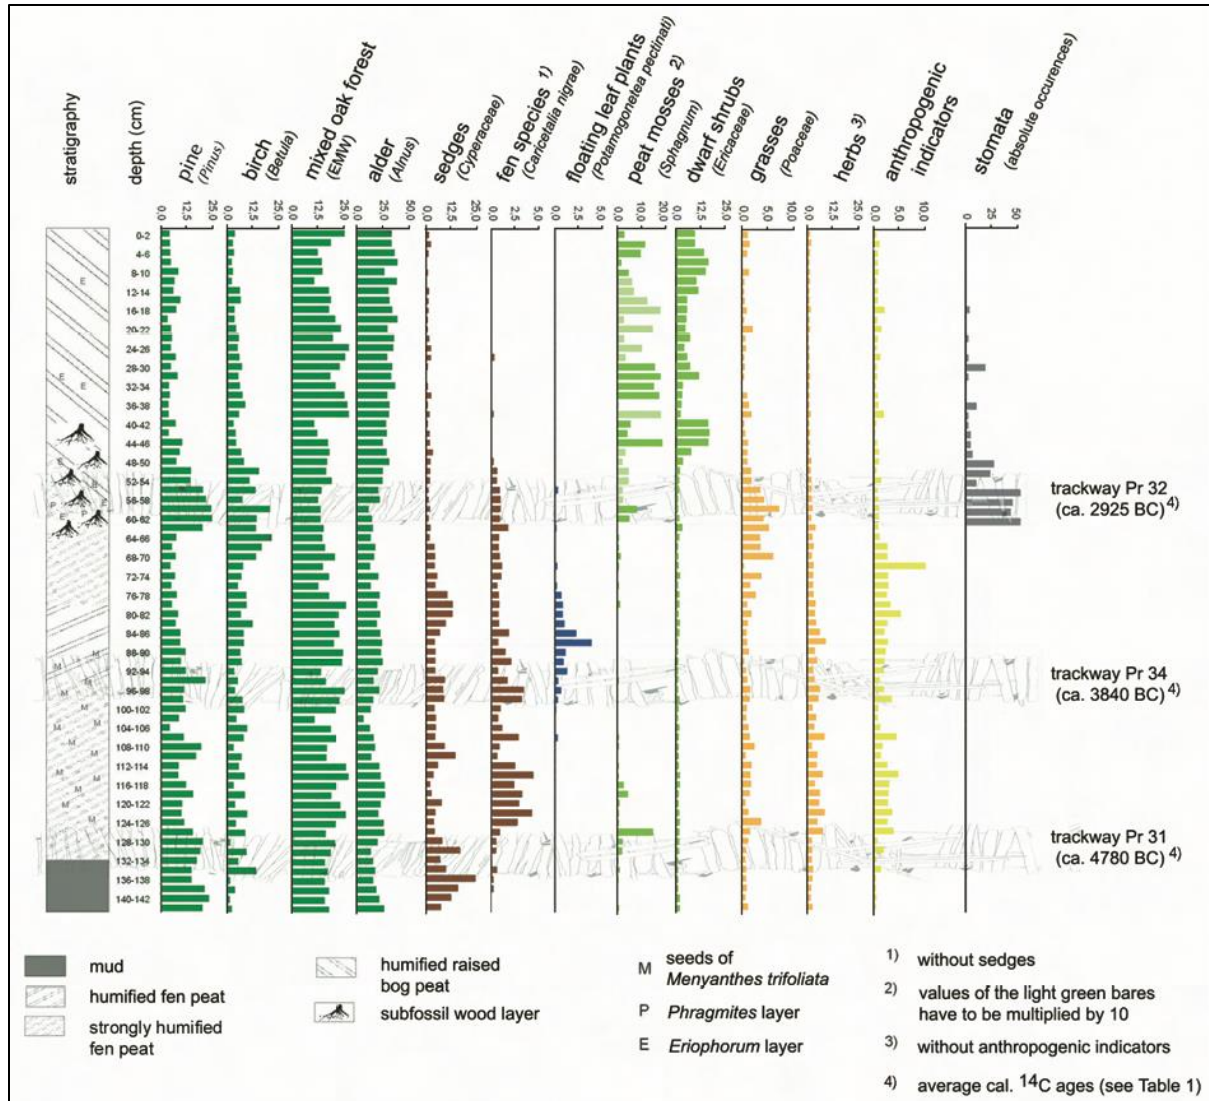 stratigraphy
depth (cm)
pine
(Pinus)
birch
(Betula)
mixed oak forest
(EMW)
alder
(Alnus)
sedges
(Cyperaceae)
fen species 1)
(Caricetalia nigrae)
floating leaf plants
(Potamogonetea pectinati)
peat mosses 2)
(Sphagnum)
dwarf shrubs
(Ericaceae)
grasses
(Poaceae)
herbs 3)
anthropogenic
indicators
stomata
(absolute occurences)
0.0 12.5 25.0
0.0 12.5 25.0
0.0 12.5 25.0
0.0 25.0 50.0
0.0 12.5 25.0
0.0 2.5 5.0
0.0 2.5 5.0
0.0 10.0 20.0
0.0 12.5 25.0
0.0 5.0 10.0
0.0 12.5 25.0
0.0 5.0 10.0
0 25 50
0-2
4-6
8-10
12-14
16-18
20-22
24-26
28-30
32-34
36-38
40-42
44-46
48-50
52-54
56-58
60-62
64-66
68-70
72-74
76-78
80-82
84-86
88-90
92-94
96-98
100-102
104-106
108-110
112-114
116-118
120-122
124-126
128-130
132-134
136-138
140-142
trackway Pr 32
(ca. 2925 BC) 4)
trackway Pr 34
(ca. 3840 BC) 4)
trackway Pr 31
(ca. 4780 BC) 4)
mud
humified fen peat
strongly humified
fen peat
humified raised
bog peat
subfossil wood layer
M seeds of
Menyanthes trifoliata
P Phragmites layer
E Eriophorum layer
1) without sedges
2) values of the light green bares
have to be multiplied by 10
3) without anthropogenic indicators
4) average cal. 14C ages (see Table 1)